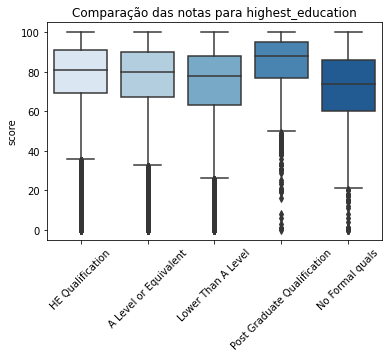 Comparação das notas para highest_education
score
100
80
60
40
20
0
HE Qualification
A Level or Equivalent
Lower Than A Level
Post Graduate Qualification
No Formal quals